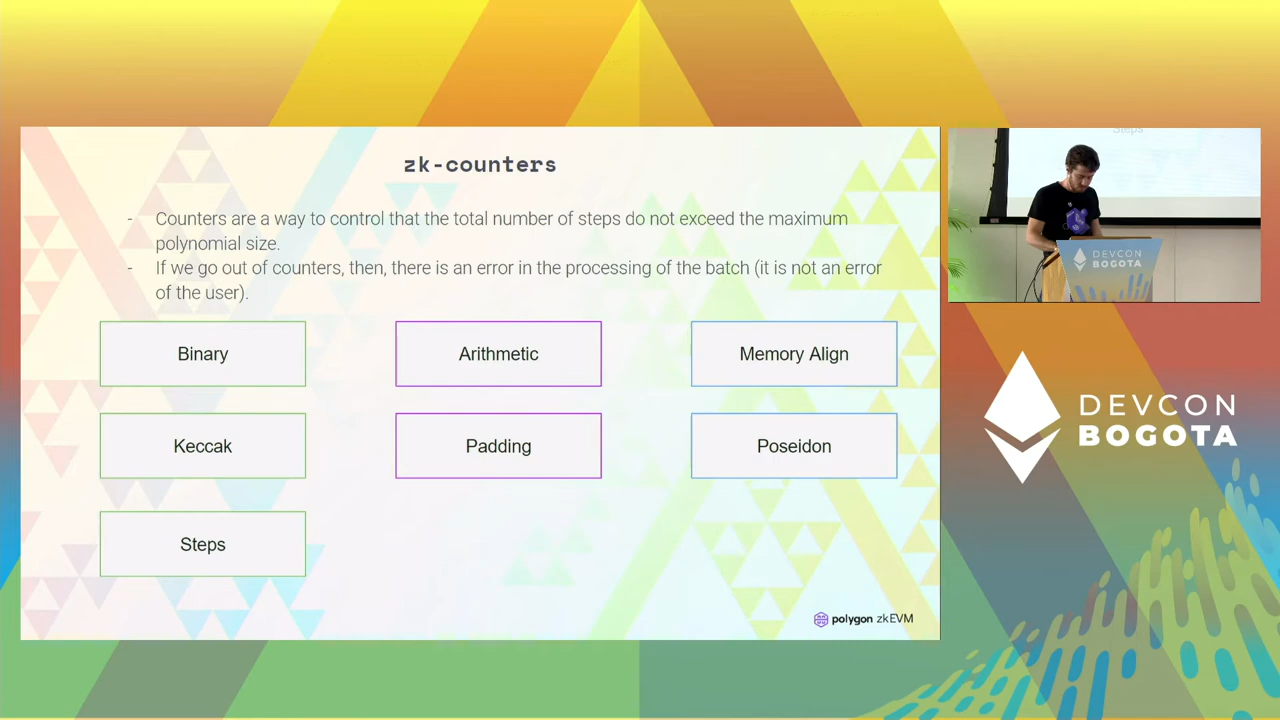 zk-counters
- Counters are a way to control that the total number of steps do not exceed the maximum
polynomial size.
- If we go out of counters, then, there is an error in the processing of the batch (it is not an error
of the user).
Binary
Arithmetic
Memory Align
Keccak
Padding
Poseidon
Steps
polygon zkEVM
Steps
DEVCON
BOGOTA
DEVCON
BOGOTA